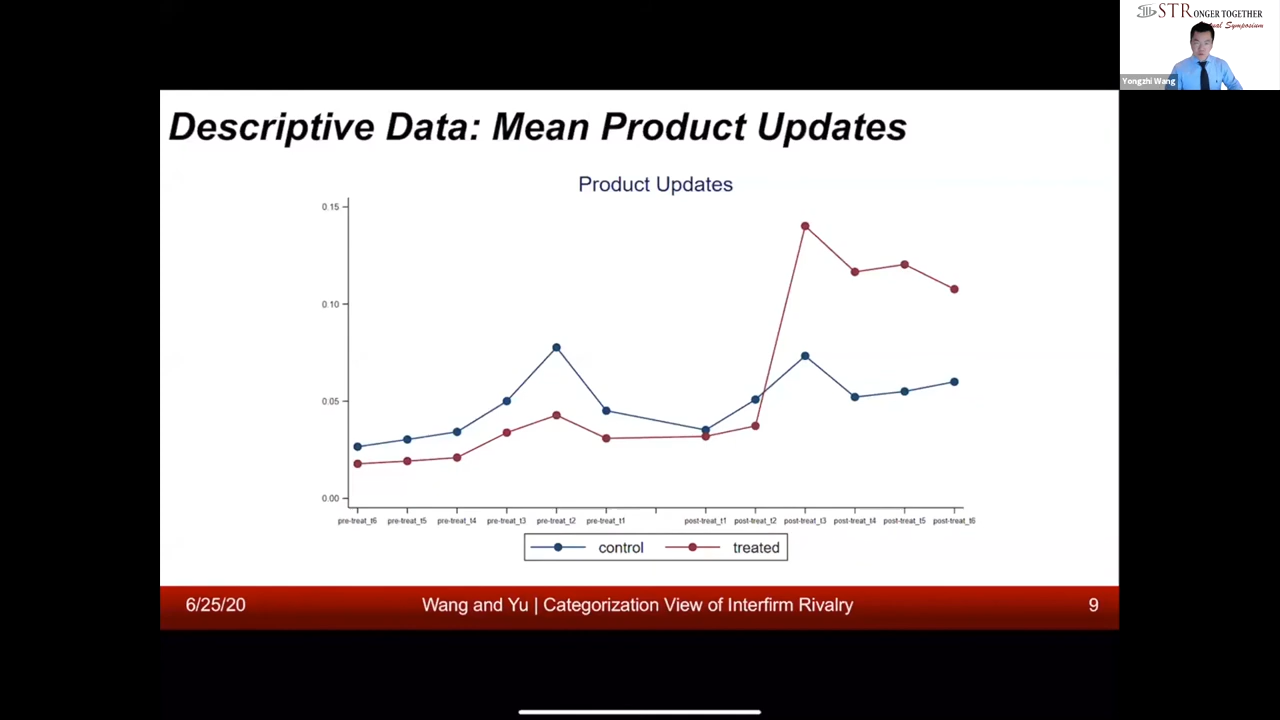 STRONGER TOGETHER
Symposium
Yongzhi Wang
Descriptive Data: Mean Product Updates
Product Updates
0.15
0.10
0.05
0.00
pre-treat_t6 pre-treat_t5 pre-treat_t4 pre-treat_t3 pre-treat_t2 pre-treat_t1 post-treat_t1 post-treat_t2 post-treat_t3 post-treat_t4 post-treat_t5 post-treat_t6
control treated
6/25/20 Wang and Yu | Categorization View of Interfirm Rivalry 9